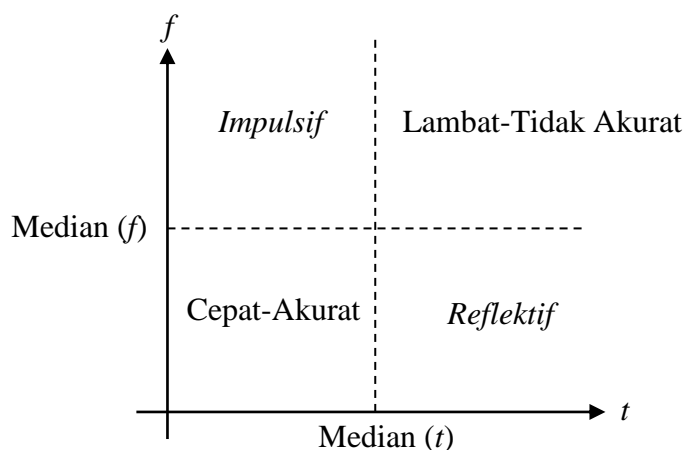 f
Impulsif
Lambat-Tidak Akurat
Median (f)
Cepat-Akurat
Reflektif
t
Median (t)